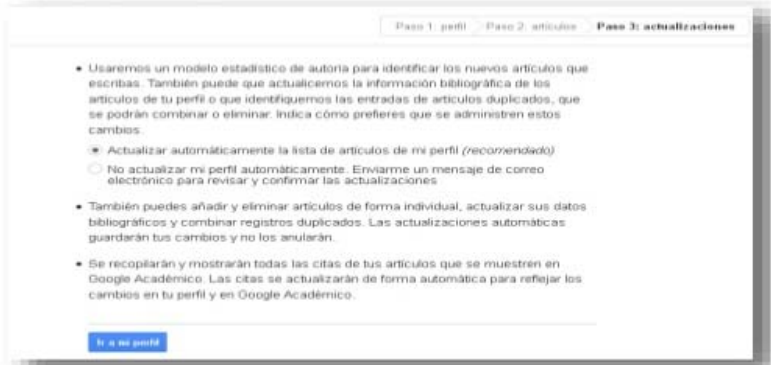 Paso 1: perfil Paso 2: artículos Paso 3: actualizaciones
• Usaremos un modelo estadístico de autoría para identificar los nuevos artículos que
escribas. También puede que actualicemos la información bibliográfica de los
artículos de tu perfil o que identifiquemos las entradas de artículos duplicados, que
se podrán combinar o eliminar. Indica cómo prefieres que se administren estos
cambios.
Actualizar automáticamente la lista de artículos de mi perfil (recomendado)
No actualizar mi perfil automáticamente. Enviarme un mensaje de correo
electrónico para revisar y confirmar las actualizaciones
• También puedes añadir y eliminar artículos de forma individual, actualizar sus datos
bibliográficos y combinar registros duplicados. Las actualizaciones automáticas
guardarán tus cambios y no los anularán.
• Se recopilarán y mostrarán todas las citas de tus artículos que se muestren en
Google Académico. Las citas se actualizarán de forma automática para reflejar los
cambios en tu perfil y en Google Académico.
Ir a mi perfil